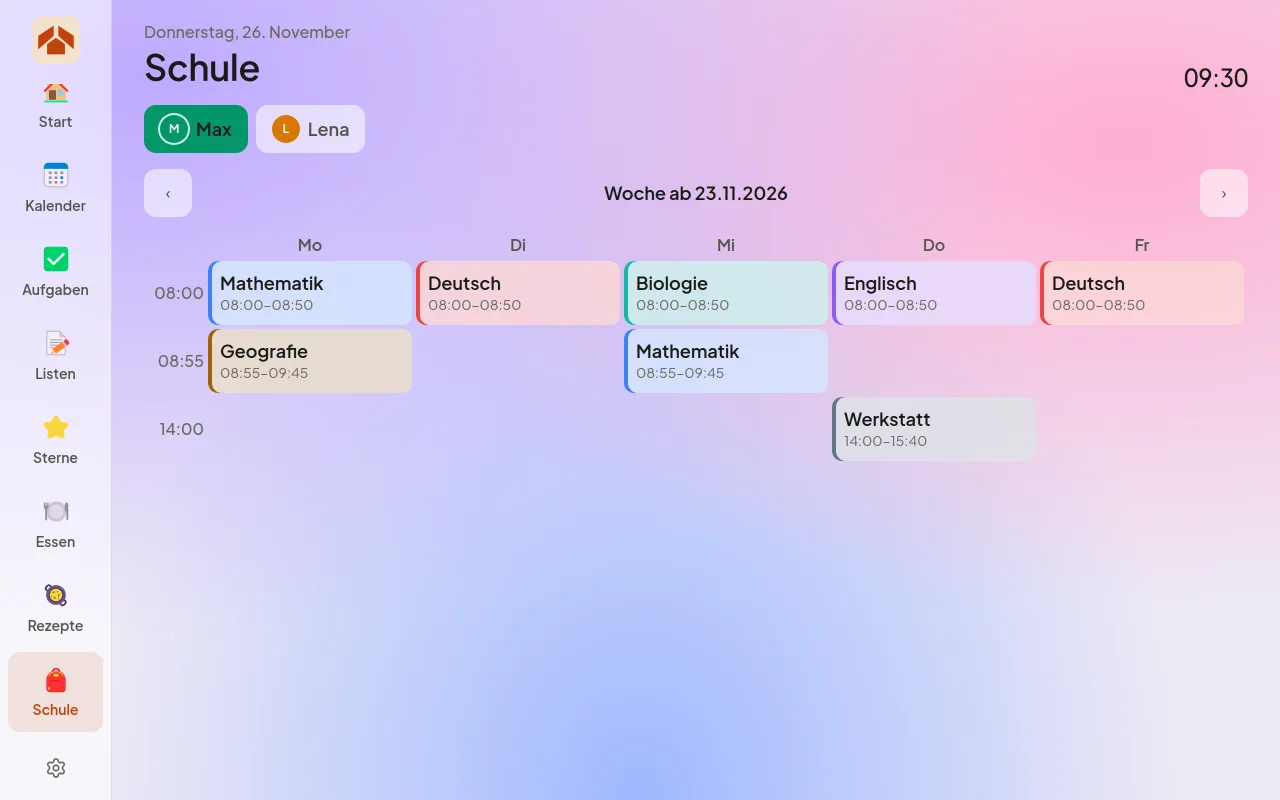 Donnerstag, 26. November
Schule
09:30
M Max
L Lena
Start
Kalender
Aufgaben
Listen
Sterne
Essen
Rezepte
Schule
‹ Woche ab 23.11.2026 ›
Mo Di Mi Do Fr
08:00
Mathematik
08:00–08:50
Deutsch
08:00–08:50
Biologie
08:00–08:50
Englisch
08:00–08:50
Deutsch
08:00–08:50
08:55
Geografie
08:55–09:45
Mathematik
08:55–09:45
14:00
Werkstatt
14:00–15:40